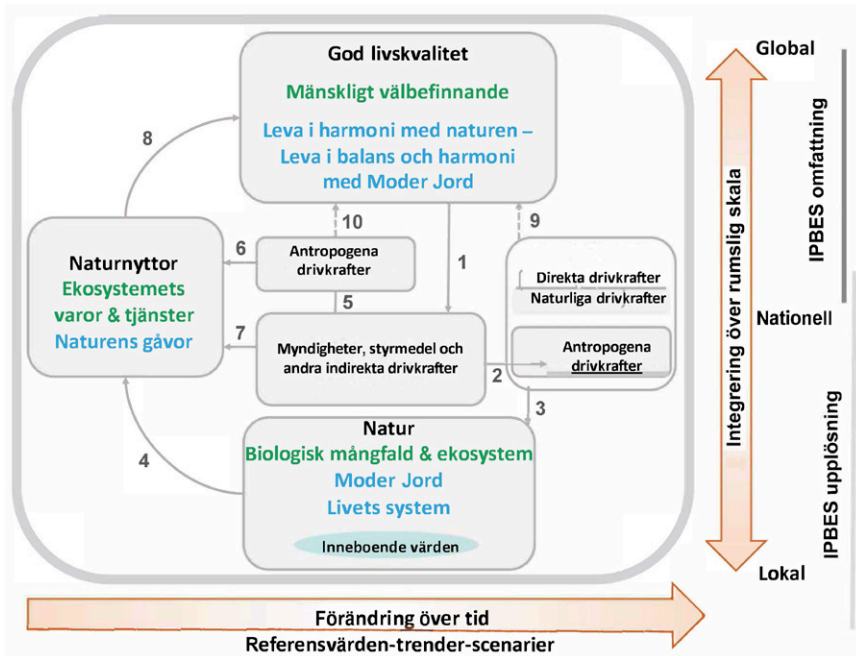 God livskvalitet
Mänskligt välbefinnande
Leva i harmoni med naturen –
Leva i balans och harmoni
med Moder Jord
8
10
9
6
Antropogena
drivkrafter
1
Naturnyttor
Ekosystemets
varor & tjänster
Naturens gåvor
5
7
Myndigheter, styrmedel och
andra indirekta drivkrafter
2
Direkta drivkrafter
Naturliga drivkrafter
Antropogena
drivkrafter
3
4
Natur
Biologisk mångfald & ekosystem
Moder Jord
Livets system
Inneboende värden
Global
Nationell
Lokal
Integrering över rumslig skala
IPBES omfattning
IPBES upplösning
Förändring över tid
Referensvärden-trender-scenarier